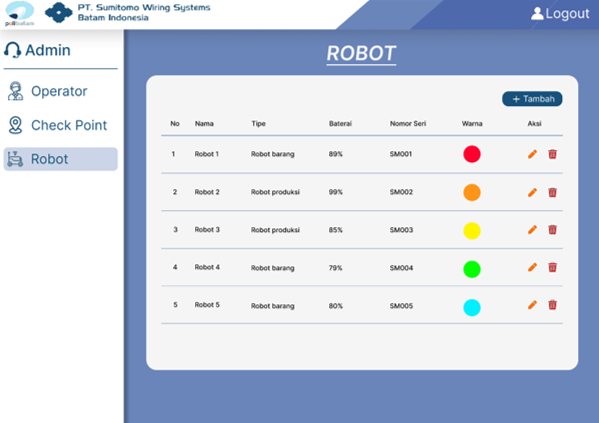 polibatam
PT. Sumitomo Wiring Systems
Batam Indonesia
Logout
Admin
Operator
Check Point
Robot
ROBOT
+ Tambah
No Nama Tipe Baterai Nomor Seri Warna Aksi
1 Robot 1 Robot barang 89% SM001
2 Robot 2 Robot produksi 99% SM002
3 Robot 3 Robot produksi 85% SM003
4 Robot 4 Robot barang 79% SM004
5 Robot 5 Robot barang 80% SM005